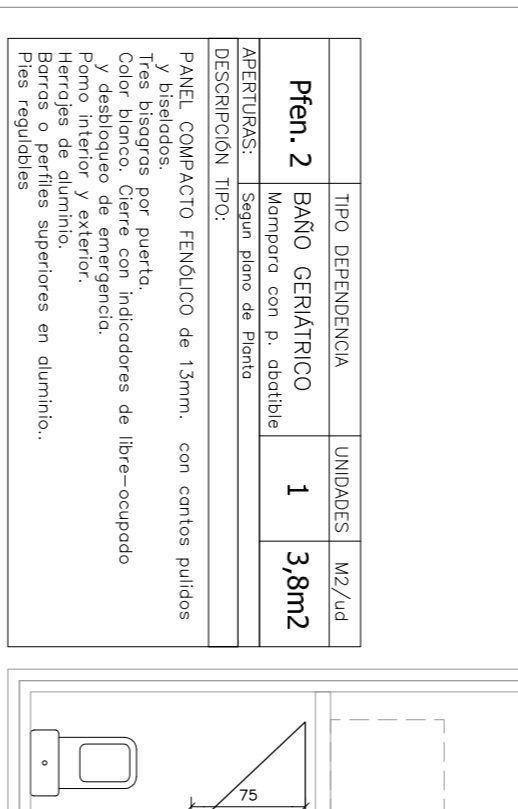 TIPO DEPENDENCIA UNIDADES M2/ud
Pfen. 2 BAÑO GERIÁTRICO 1 3,8m2
Mampara con p. abatible
APERTURAS: Segun plano de Planta
DESCRIPCIÓN TIPO:
PANEL COMPACTO FENÓLICO de 13mm. con cantos pulidos
y biselados.
Tres bisagras por puerta.
Color blanco. Cierre con indicadores de libre-ocupado
y desbloqueo de emergencia.
Pomo interior y exterior.
Herrajes de aluminio.
Barras o perfiles superiores en aluminio..
Pies regulables
75